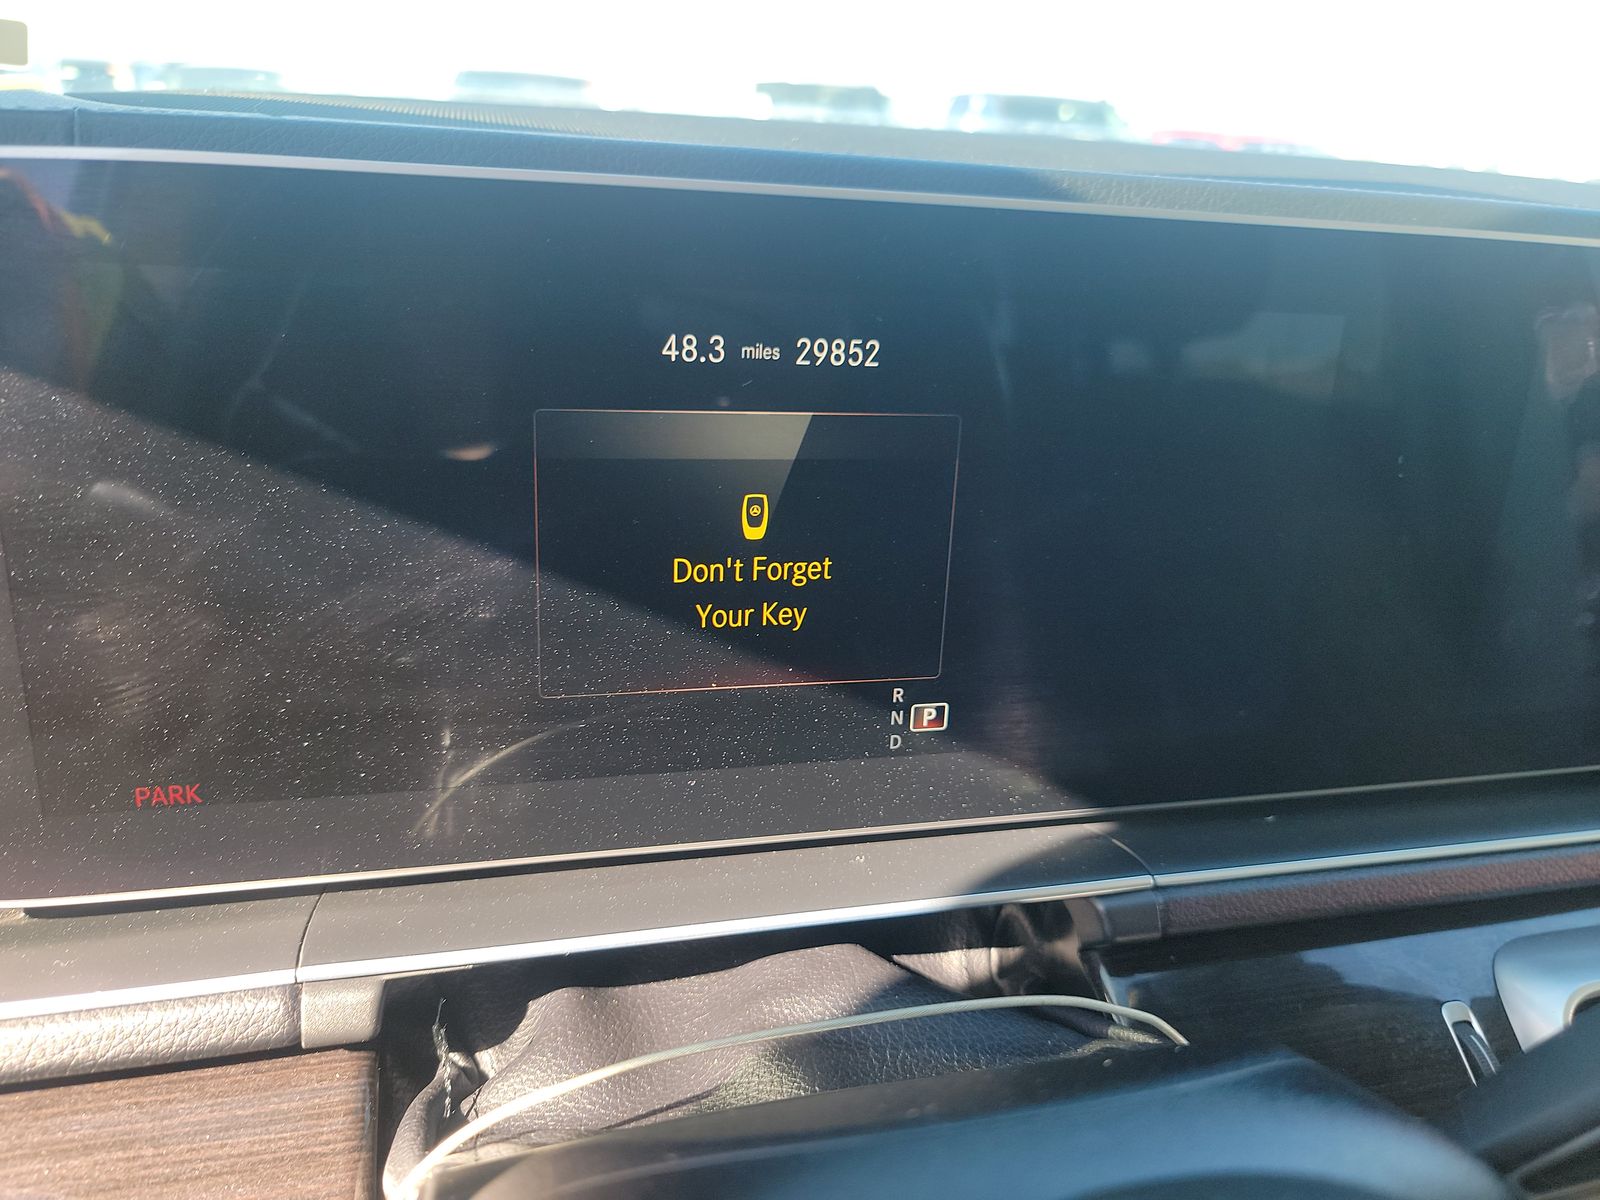 48.3 miles 29852
Don't Forget
Your Key
R
N P
D
PARK